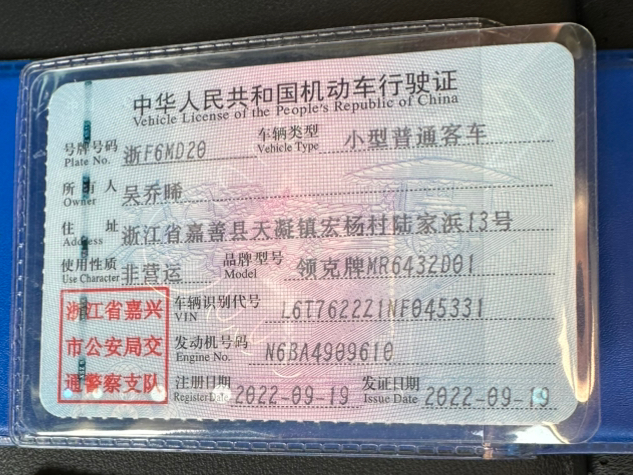 中华人民共和国机动车行驶证
Vehicle License of the People's Republic of China
号牌号码 Plate No. 浙F6MD20 车辆类型 Vehicle Type 小型普通客车
所有人 Owner 吴乔晞
住址 Address 浙江省嘉善县天凝镇宏杨村陆家浜13号
使用性质 Use Character 非营运 品牌型号 Model 领克牌MR6432D01
车辆识别代号 VIN L6T7622Z1NF045331
发动机号码 Engine No. N6BA4909610
注册日期 Register Date 2022-09-19 发证日期 Issue Date 2022-09-19
浙江省嘉兴
市公安局交
通警察支队